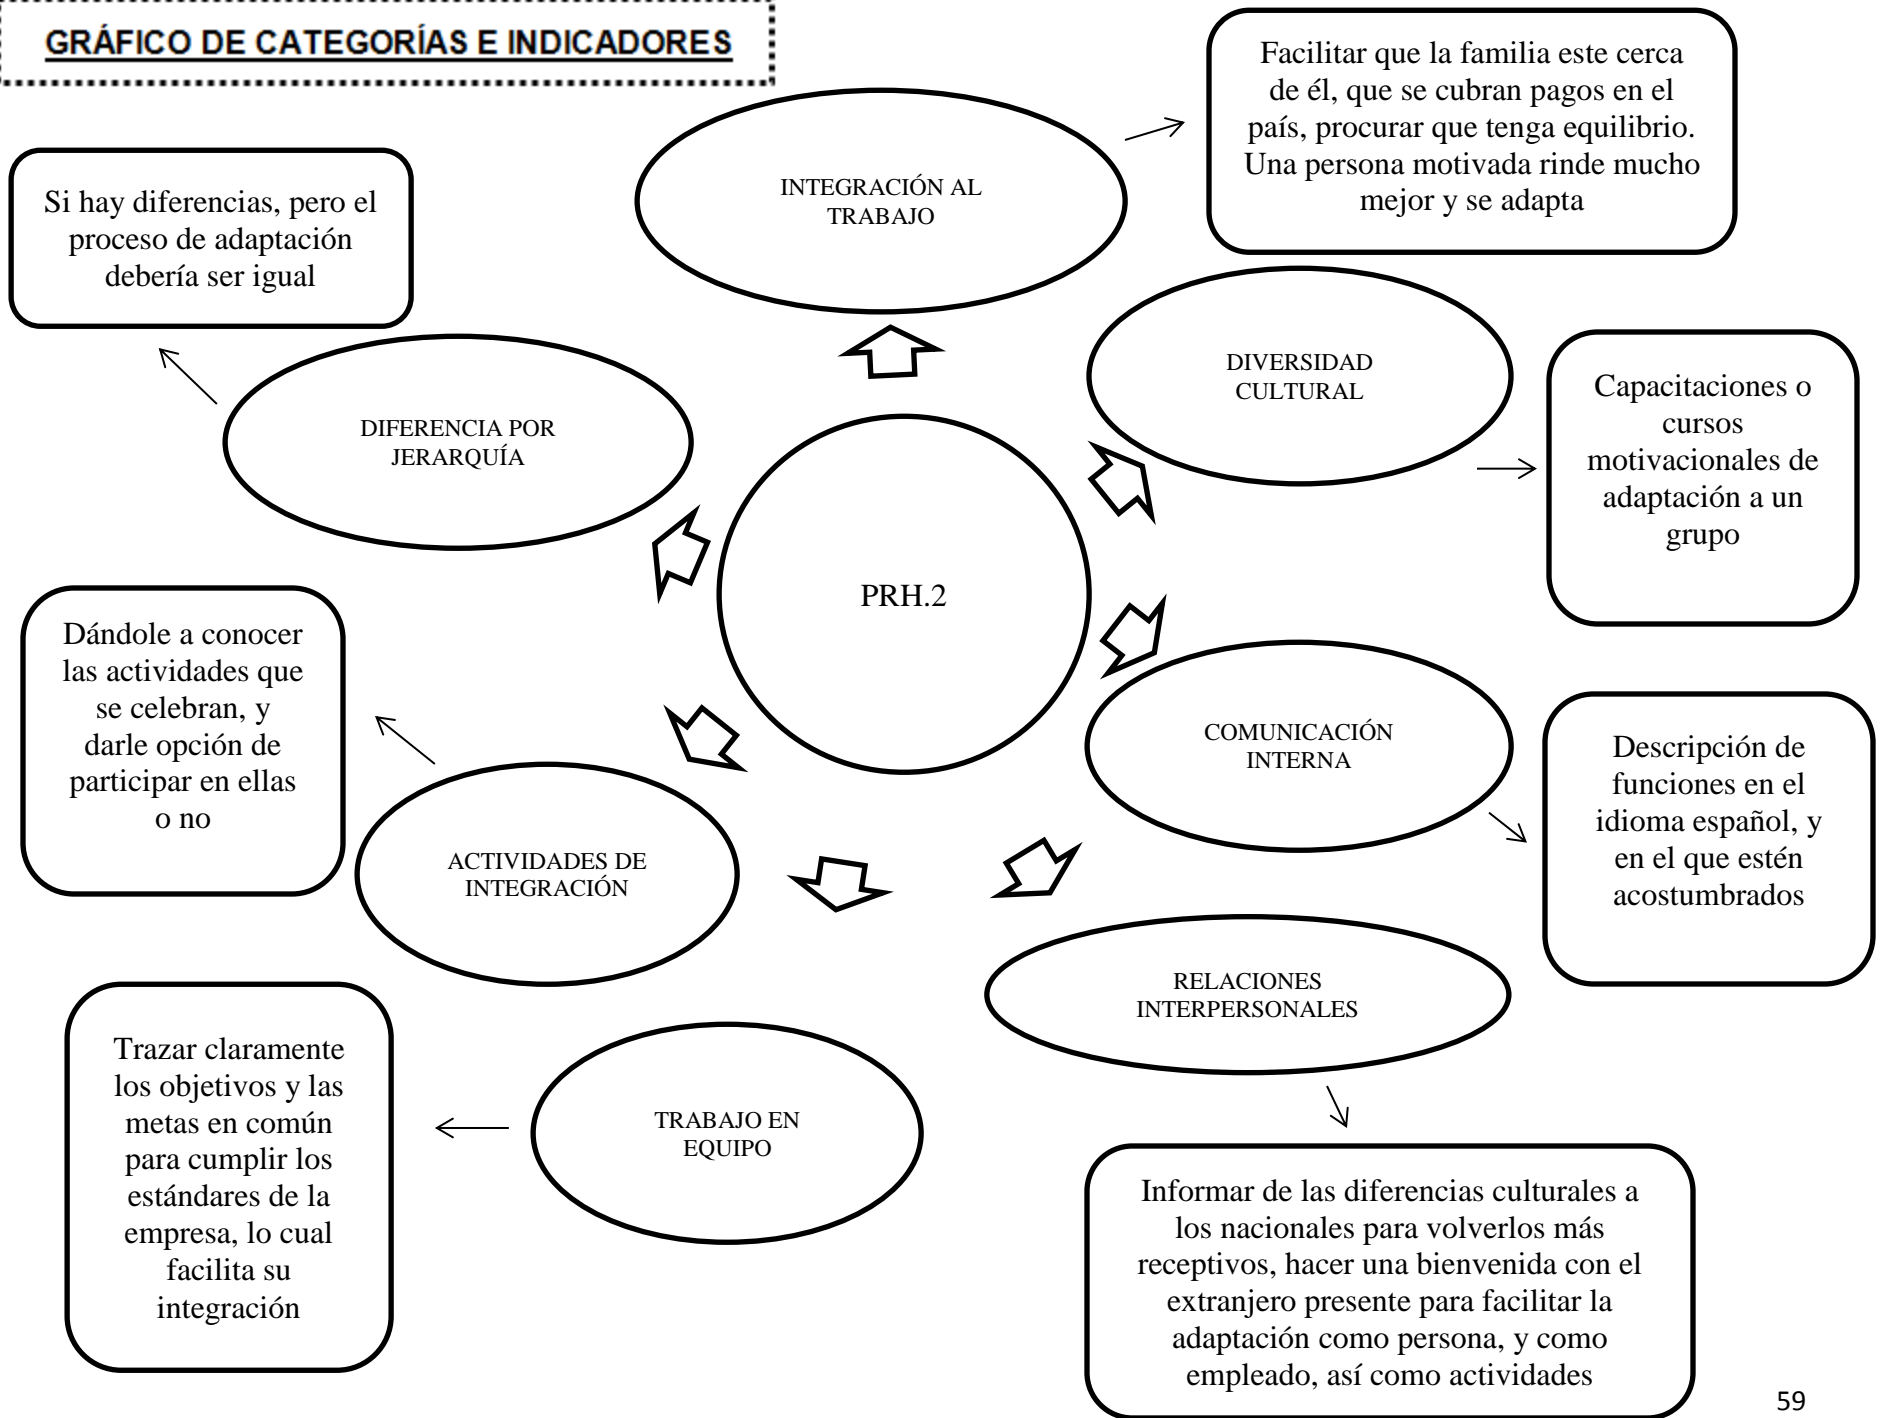 GRÁFICO DE CATEGORÍAS E INDICADORES
Facilitar que la familia este cerca
de él, que se cubran pagos en el
país, procurar que tenga equilibrio.
Una persona motivada rinde mucho
mejor y se adapta
INTEGRACIÓN AL
TRABAJO
Si hay diferencias, pero el
proceso de adaptación
debería ser igual
DIVERSIDAD
CULTURAL
Capacitaciones o
cursos
motivacionales de
adaptación a un
grupo
DIFERENCIA POR
JERARQUÍA
PRH.2
Dándole a conocer
las actividades que
se celebran, y
darle opción de
participar en ellas
o no
COMUNICACIÓN
INTERNA
Descripción de
funciones en el
idioma español, y
en el que estén
acostumbrados
ACTIVIDADES DE
INTEGRACIÓN
RELACIONES
INTERPERSONALES
Trazar claramente
los objetivos y las
metas en común
para cumplir los
estándares de la
empresa, lo cual
facilita su
integración
TRABAJO EN
EQUIPO
Informar de las diferencias culturales a
los nacionales para volverlos más
receptivos, hacer una bienvenida con el
extranjero presente para facilitar la
adaptación como persona, y como
empleado, así como actividades
59